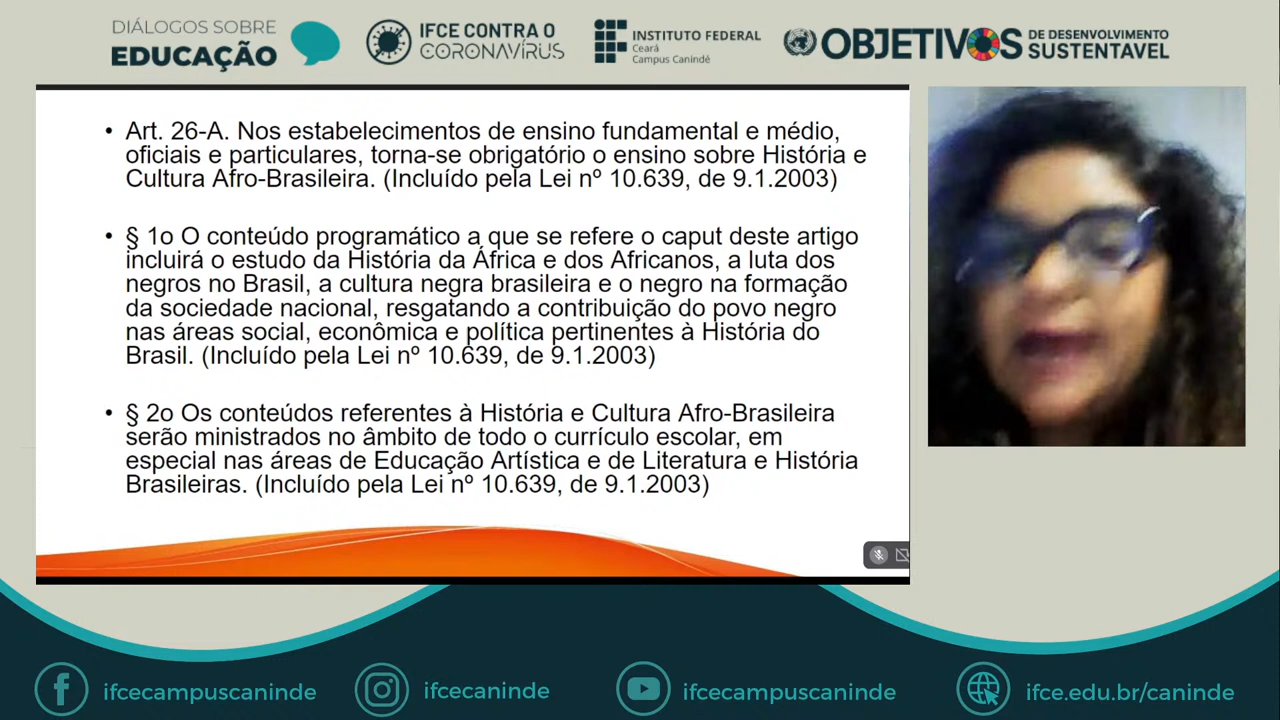 DIÁLOGOS SOBRE
EDUCAÇÃO
IFCE CONTRA O
CORONAVÍRUS
INSTITUTO FEDERAL
Ceará
Campus Canindé
OBJETIVOS
DE DESENVOLVIMENTO
SUSTENTAVEL
• Art. 26-A. Nos estabelecimentos de ensino fundamental e médio,
oficiais e particulares, torna-se obrigatório o ensino sobre História e
Cultura Afro-Brasileira. (Incluído pela Lei nº 10.639, de 9.1.2003)
• § 1o O conteúdo programático a que se refere o caput deste artigo
incluirá o estudo da História da África e dos Africanos, a luta dos
negros no Brasil, a cultura negra brasileira e o negro na formação
da sociedade nacional, resgatando a contribuição do povo negro
nas áreas social, econômica e política pertinentes à História do
Brasil. (Incluído pela Lei nº 10.639, de 9.1.2003)
• § 2o Os conteúdos referentes à História e Cultura Afro-Brasileira
serão ministrados no âmbito de todo o currículo escolar, em
especial nas áreas de Educação Artística e de Literatura e História
Brasileiras. (Incluído pela Lei nº 10.639, de 9.1.2003)
ifcecampuscaninde
ifcecaninde
ifcecampuscaninde
ifce.edu.br/caninde